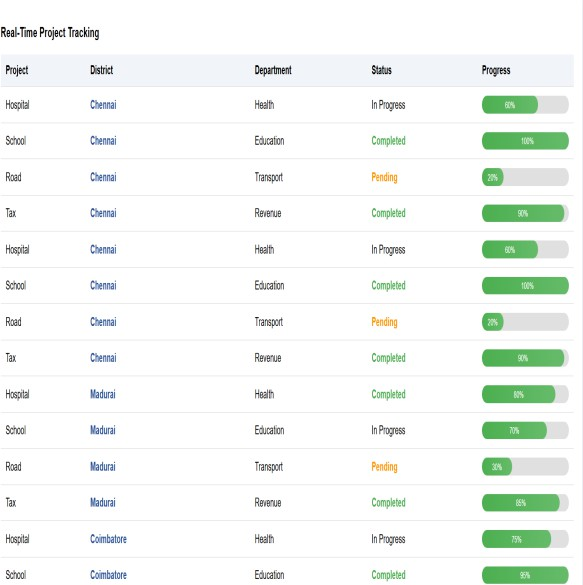 Real-Time Project Tracking
Project District Department Status Progress
Hospital Chennai Health In Progress 60%
School Chennai Education Completed 100%
Road Chennai Transport Pending 20%
Tax Chennai Revenue Completed 90%
Hospital Chennai Health In Progress 60%
School Chennai Education Completed 100%
Road Chennai Transport Pending 20%
Tax Chennai Revenue Completed 90%
Hospital Madurai Health Completed 80%
School Madurai Education In Progress 70%
Road Madurai Transport Pending 30%
Tax Madurai Revenue Completed 85%
Hospital Coimbatore Health In Progress 75%
School Coimbatore Education Completed 95%